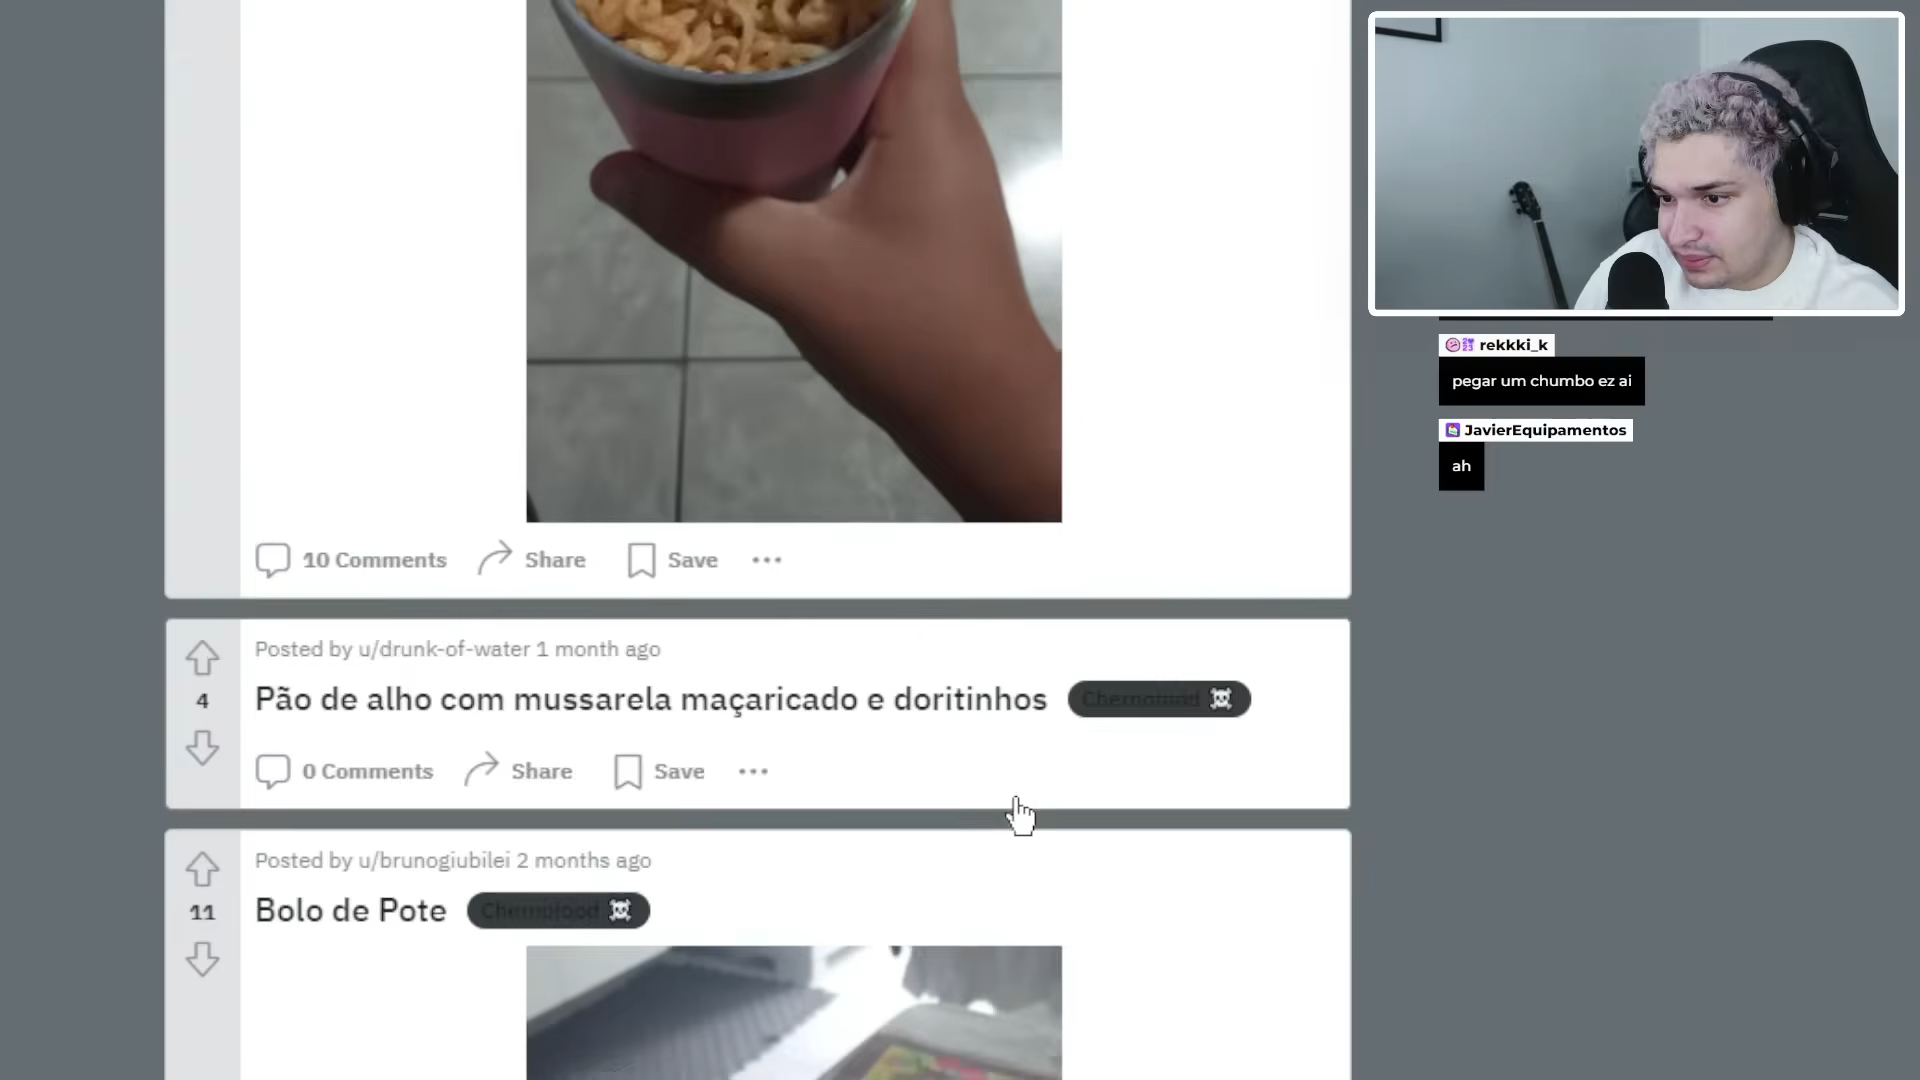 10 Comments Share Save
Posted by u/drunk-of-water 1 month ago
4
Pão de alho com mussarela maçaricado e doritinhos
0 Comments Share Save
Posted by u/brunogiubilei 2 months ago
11
Bolo de Pote
rekkki_k
pegar um chumbo ez ai
JavierEquipamentos
ah